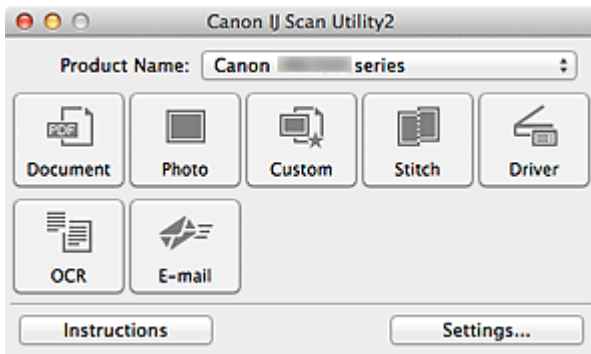 Canon IJ Scan Utility2
Product Name: Canon series
Document Photo Custom Stitch Driver
PDF
OCR E-mail
Instructions Settings...